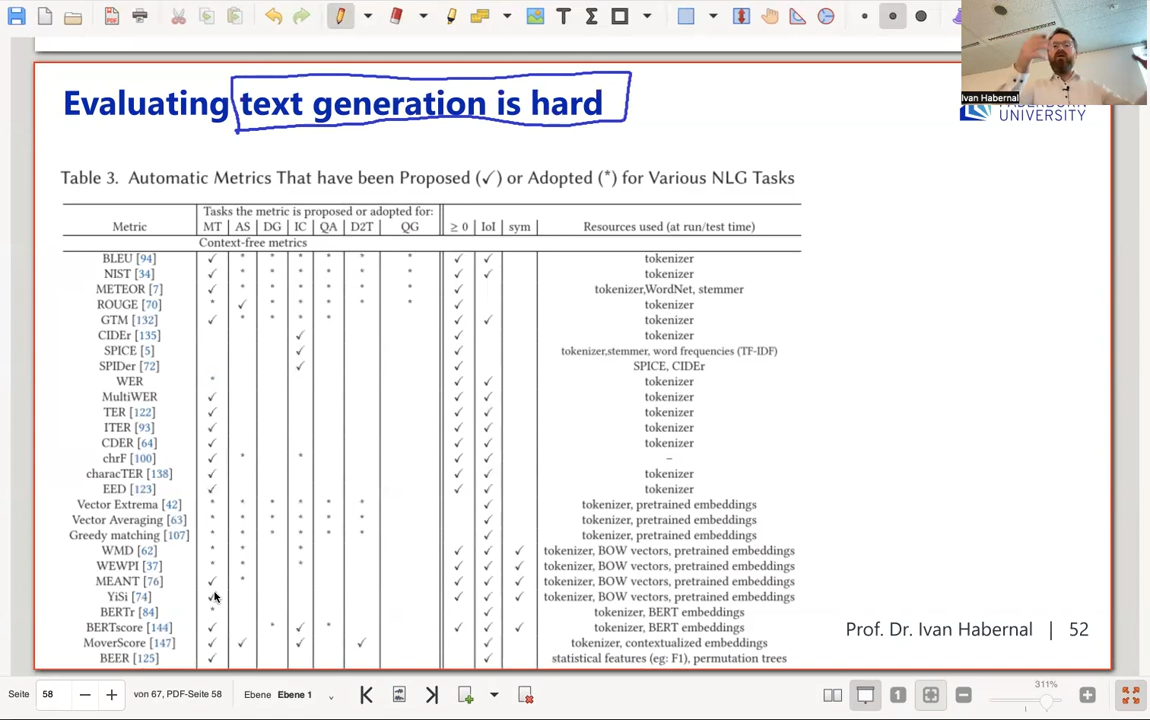 Ivan Habernal
UNIVERSITY
Evaluating text generation is hard
Table 3. Automatic Metrics That have been Proposed (✓) or Adopted (*) for Various NLG Tasks
Tasks the metric is proposed or adopted for:
Metric MT AS DG IC QA D2T QG ≥ 0 IoI sym Resources used (at run/test time)
Context-free metrics
BLEU [94] ✓ * * * * * * ✓ ✓ tokenizer
NIST [34] ✓ * * * * * * ✓ ✓ tokenizer
METEOR [7] ✓ * * * * * * ✓ tokenizer,WordNet, stemmer
ROUGE [70] * ✓ * * * * * ✓ tokenizer
GTM [132] ✓ * * * * ✓ ✓ tokenizer
CIDEr [135] ✓ ✓ tokenizer
SPICE [5] ✓ ✓ tokenizer,stemmer, word frequencies (TF-IDF)
SPIDer [72] ✓ ✓ SPICE, CIDEr
WER * ✓ ✓ tokenizer
MultiWER ✓ ✓ ✓ tokenizer
TER [122] ✓ ✓ ✓ tokenizer
ITER [93] ✓ ✓ ✓ tokenizer
CDER [64] ✓ ✓ ✓ tokenizer
chrF [100] ✓ * * ✓ ✓ –
characTER [138] ✓ ✓ ✓ tokenizer
EED [123] ✓ ✓ ✓ tokenizer
Vector Extrema [42] * * * * * * ✓ tokenizer, pretrained embeddings
Vector Averaging [63] * * * * * * ✓ tokenizer, pretrained embeddings
Greedy matching [107] * * * * * * ✓ tokenizer, pretrained embeddings
WMD [62] * * * ✓ ✓ ✓ tokenizer, BOW vectors, pretrained embeddings
WEWPI [37] * * * ✓ ✓ ✓ tokenizer, BOW vectors, pretrained embeddings
MEANT [76] ✓ * ✓ ✓ ✓ tokenizer, BOW vectors, pretrained embeddings
YiSi [74] ✓ ✓ ✓ ✓ tokenizer, BOW vectors, pretrained embeddings
BERTr [84] * ✓ tokenizer, BERT embeddings
BERTscore [144] ✓ * ✓ * ✓ ✓ ✓ tokenizer, BERT embeddings
MoverScore [147] ✓ ✓ ✓ ✓ ✓ tokenizer, contextualized embeddings
BEER [125] ✓ ✓ statistical features (eg: F1), permutation trees
Prof. Dr. Ivan Habernal | 52
Seite 58 von 67, PDF-Seite 58 Ebene Ebene 1 1 311%